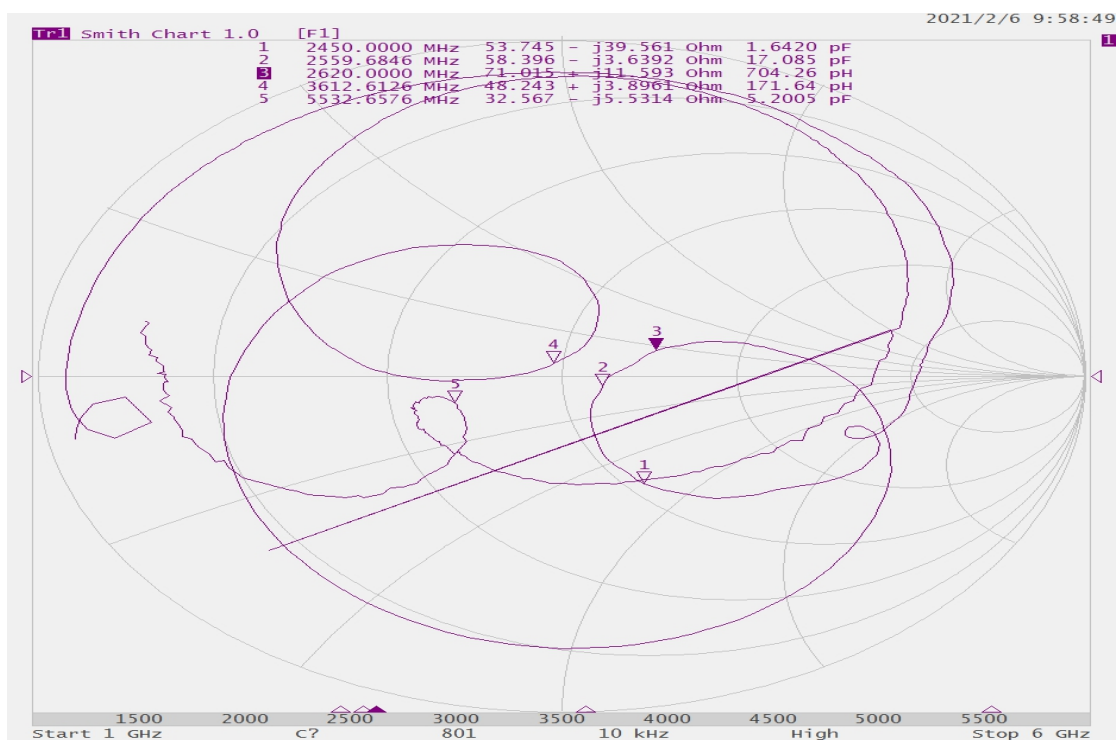 2021/2/6 9:58:49
Tr1 Smith Chart 1.0 [F1]
1
1 2450.0000 MHz 53.745 - j39.561 Ohm 1.6420 pF
2 2559.6846 MHz 58.396 - j3.6392 Ohm 17.085 pF
3 2620.0000 MHz 71.015 + j11.593 Ohm 704.26 pH
4 3612.6126 MHz 48.243 + j3.8961 Ohm 171.64 pH
5 5532.6576 MHz 32.567 - j5.5314 Ohm 5.2005 pF
3
4
2
5
1
1500 2000 2500 3000 3500 4000 4500 5000 5500
Start 1 GHz C? 801 10 kHz High Stop 6 GHz